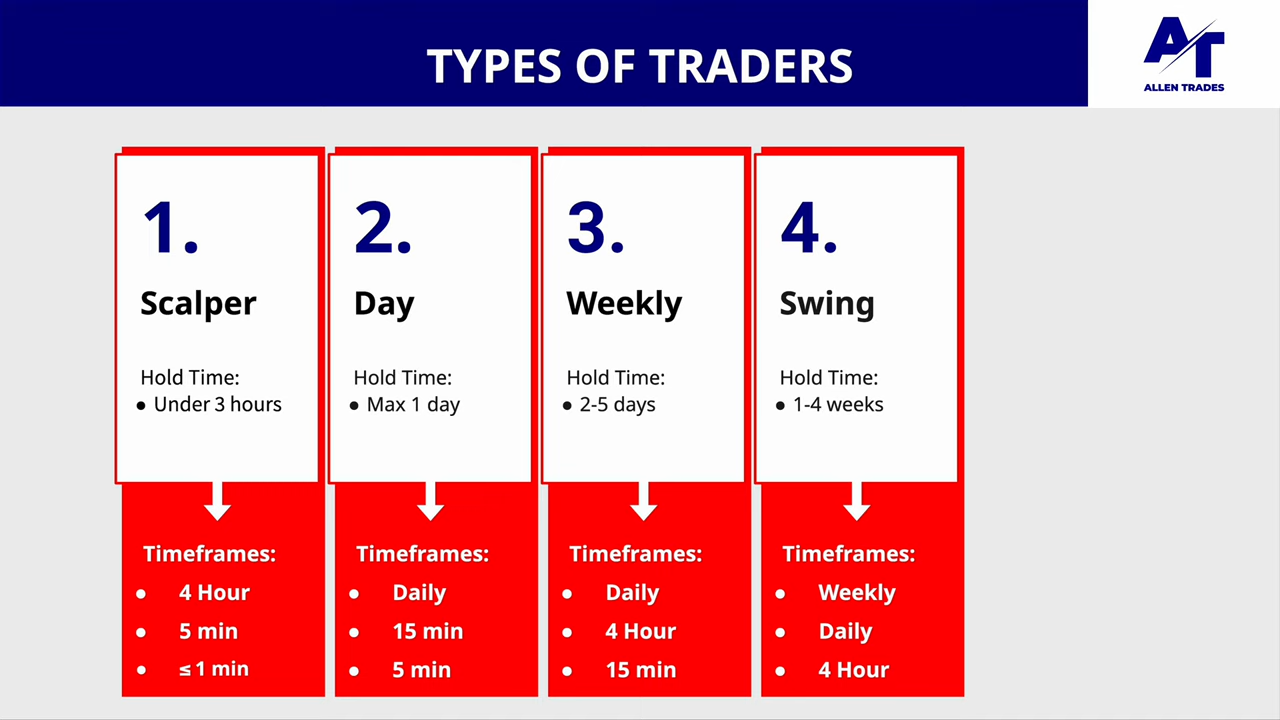 TYPES OF TRADERS
AT
ALLEN TRADES
1.
Scalper
Hold Time:
● Under 3 hours
Timeframes:
● 4 Hour
● 5 min
● ≤ 1 min
2.
Day
Hold Time:
● Max 1 day
Timeframes:
● Daily
● 15 min
● 5 min
3.
Weekly
Hold Time:
● 2-5 days
Timeframes:
● Daily
● 4 Hour
● 15 min
4.
Swing
Hold Time:
● 1-4 weeks
Timeframes:
● Weekly
● Daily
● 4 Hour